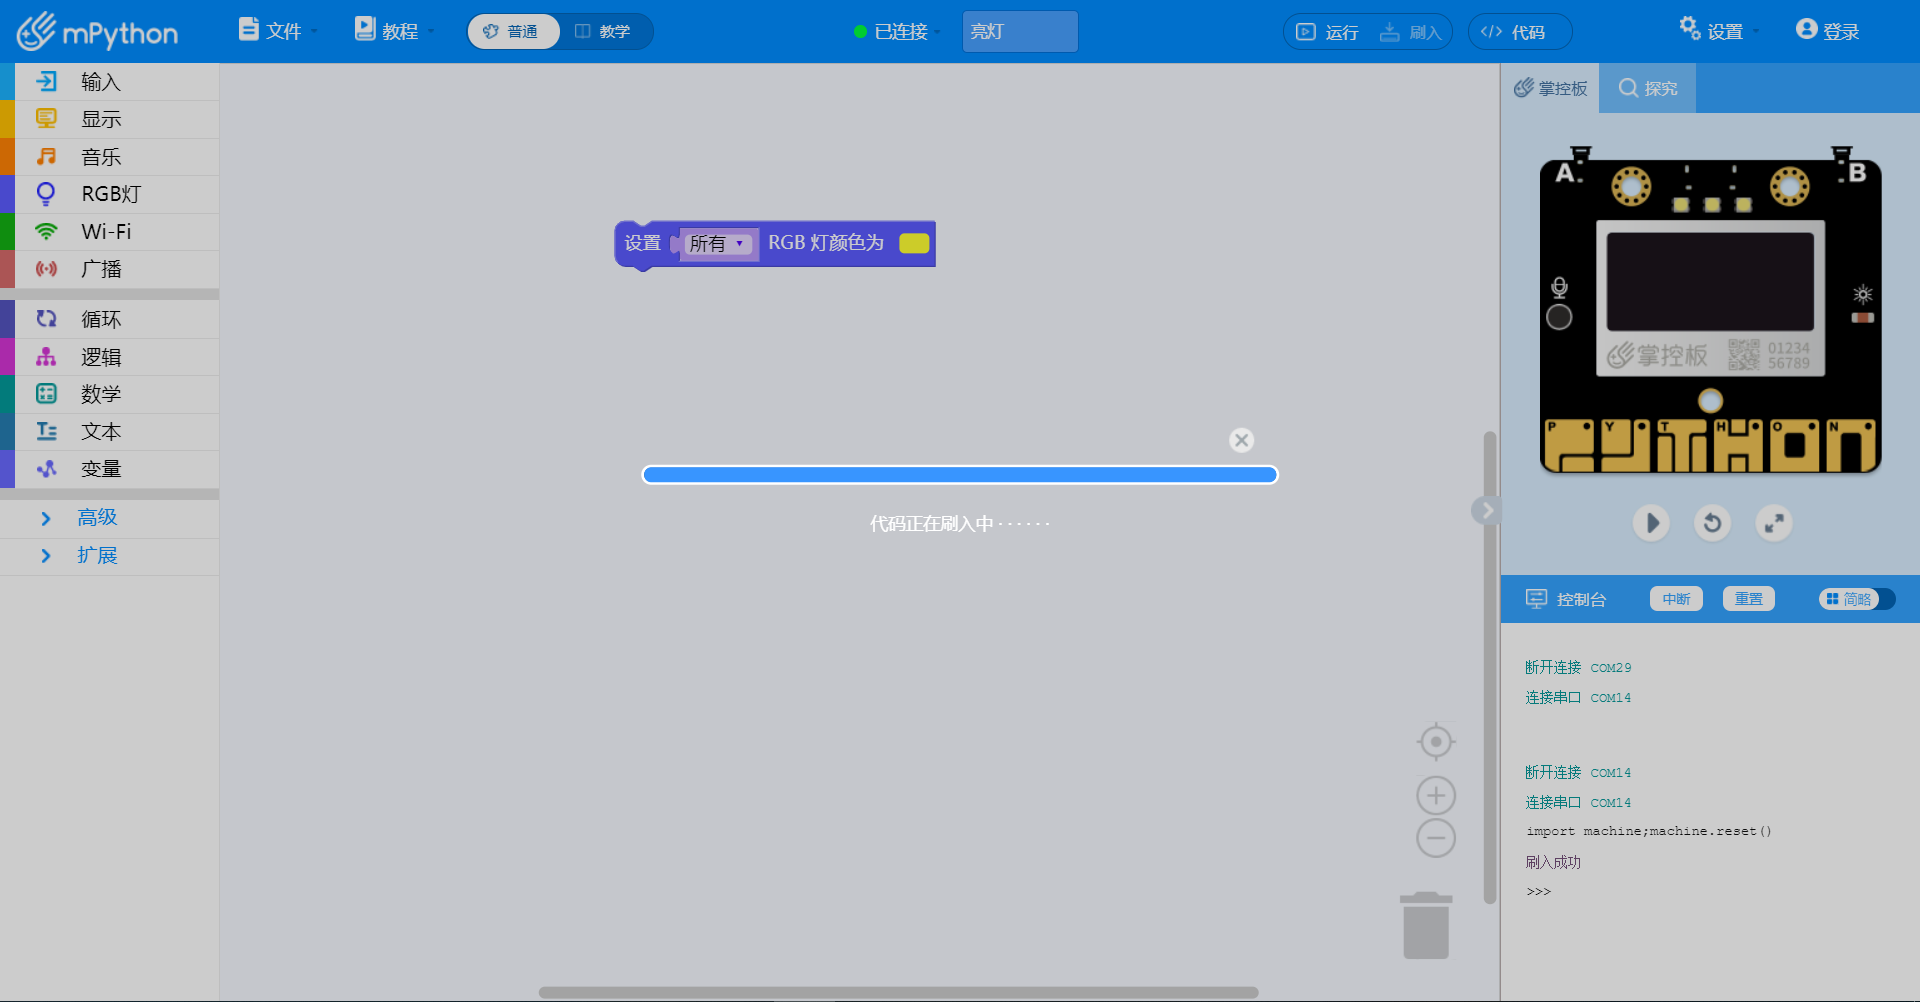 mPython
文件
教程
普通
教学
已连接
亮灯
运行
刷入
代码
设置
登录
输入
显示
音乐
RGB灯
Wi-Fi
广播
循环
逻辑
数学
文本
变量
高级
扩展
设置 所有 RGB 灯颜色为
代码正在刷入中 · · · · · ·
掌控板
探究
A
B
掌控板
01234
56789
P Y T H O N
控制台
中断
重置
简略
断开连接 COM29
连接串口 COM14
断开连接 COM14
连接串口 COM14
import machine;machine.reset()
刷入成功
>>>